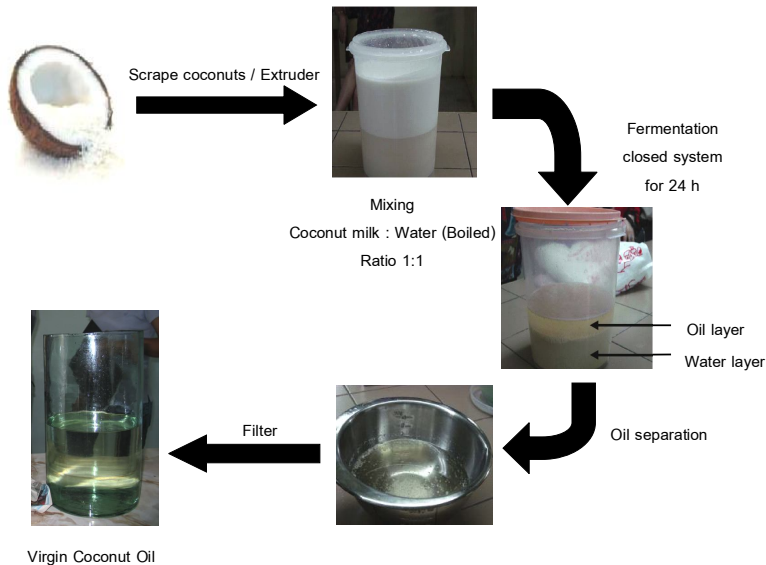 Scrape coconuts / Extruder
Fermentation
closed system
for 24 h
Mixing
Coconut milk : Water (Boiled)
Ratio 1:1
Oil layer
Water layer
Oil separation
Filter
Virgin Coconut Oil